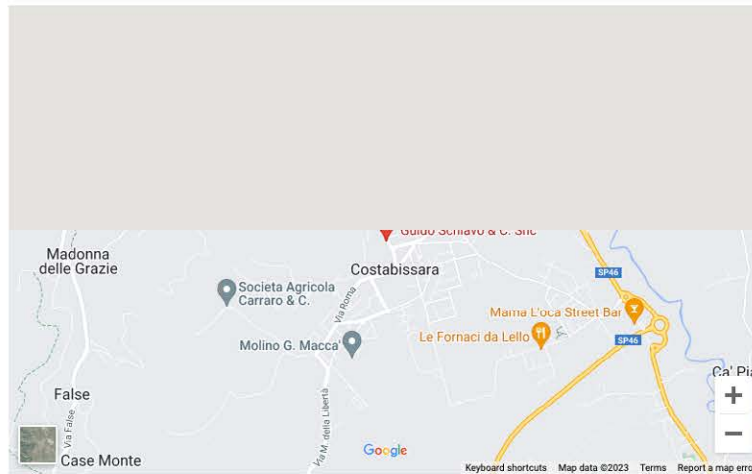 Guido Schiavo & C. Snc
Madonna
delle Grazie
Costabissara
SP46
Societa Agricola
Carraro & C.
Via Roma
Mama L'oca Street Bar
Le Fornaci da Lello
SP46
Molino G. Macca'
Ca' Pia
False
Via M. della Libertà
Via False
Google
Case Monte
Keyboard shortcuts
Map data ©2023
Terms
Report a map erro